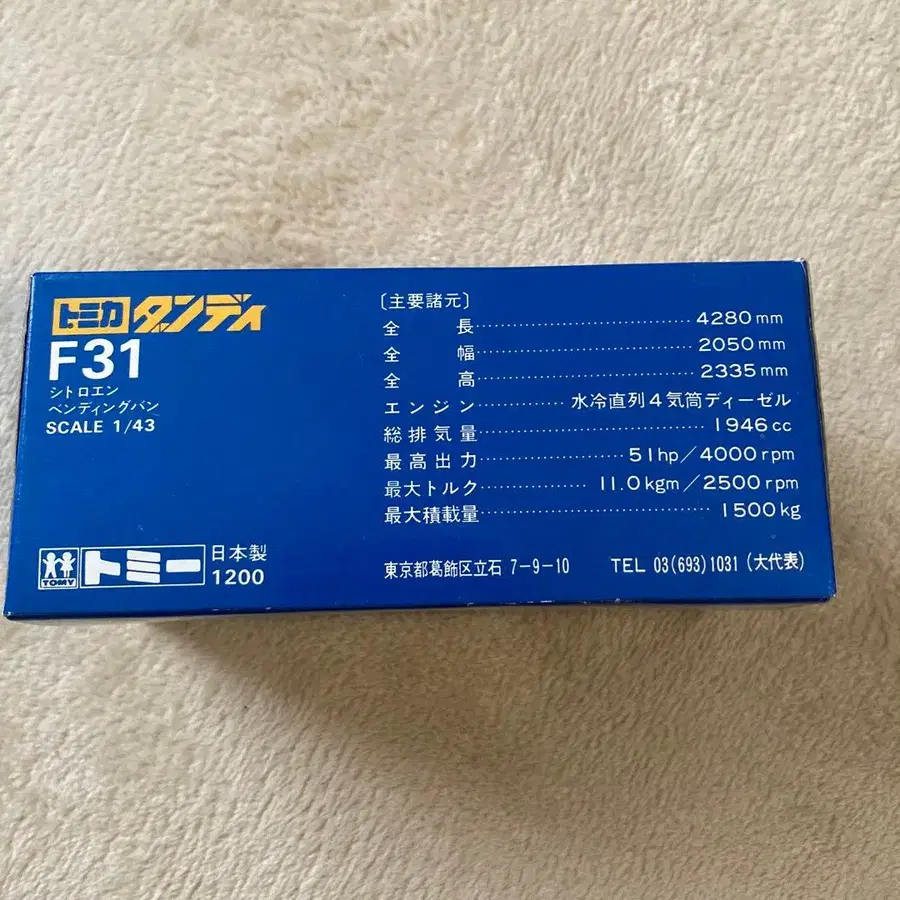 トミカ ダンディ
F31
シトロエン
ベンディングバン
SCALE 1/43
〔主要諸元〕
全長 4280mm
全幅 2050mm
全高 2335mm
エンジン 水冷直列4気筒ディーゼル
総排気量 1946cc
最高出力 51hp/4000rpm
最大トルク 11.0kgm/2500rpm
最大積載量 1500kg
TOMY
トミー
日本製
1200
東京都葛飾区立石 7-9-10 TEL 03(693)1031 (大代表)